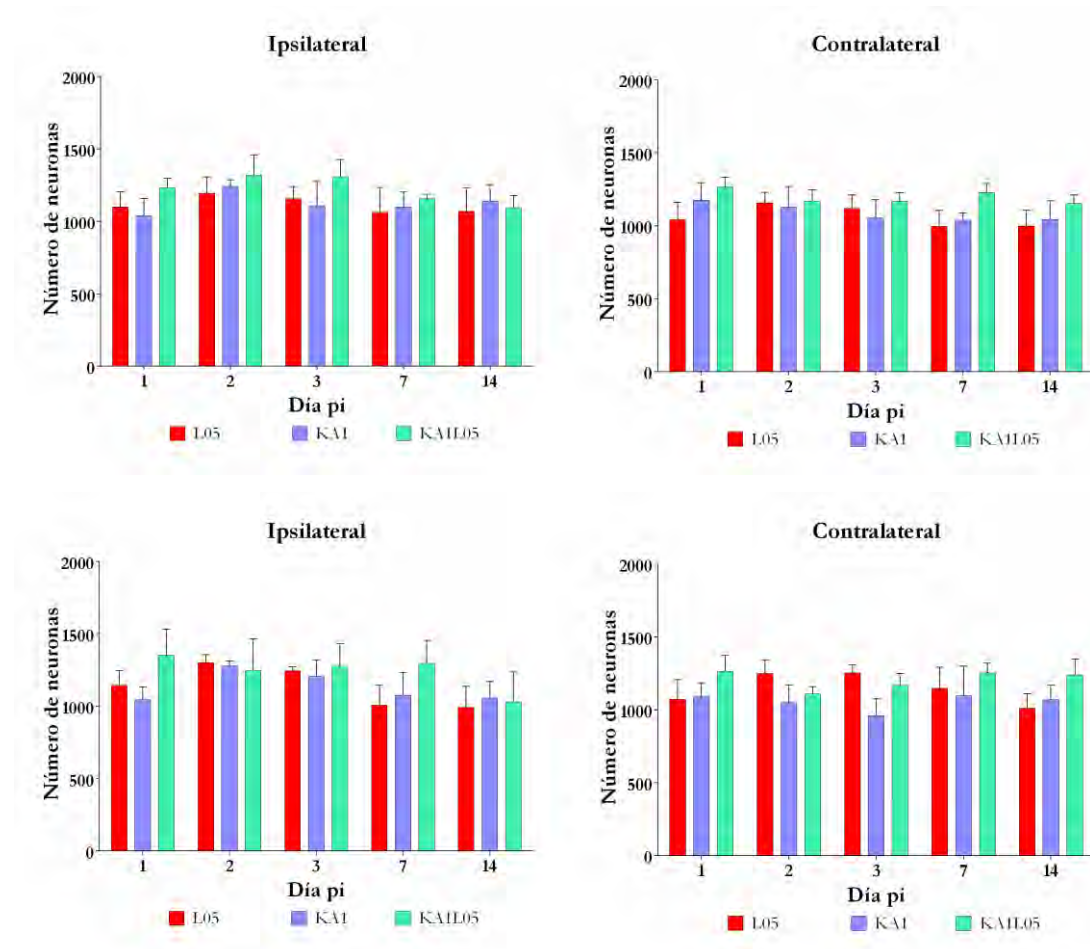 Ipsilateral
2000
1500
1000
500
0
Número de neuronas
1 2 3 7 14
Día pi
L05 KA1 KA1L05
Contralateral
2000
1500
1000
500
0
Número de neuronas
1 2 3 7 14
Día pi
L05 KA1 KA1L05
Ipsilateral
2000
1500
1000
500
0
Número de neuronas
1 2 3 7 14
Día pi
L05 KA1 KA1L05
Contralateral
2000
1500
1000
500
0
Número de neuronas
1 2 3 7 14
Día pi
L05 KA1 KA1L05